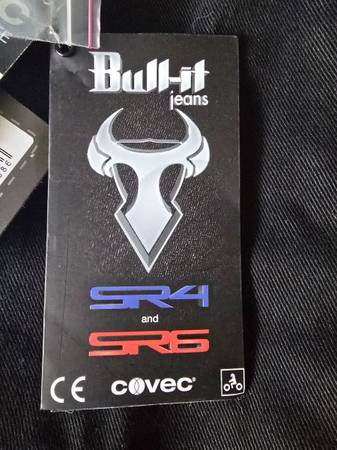 Bull-it
jeans
SR4
and
SR6
CE covec®